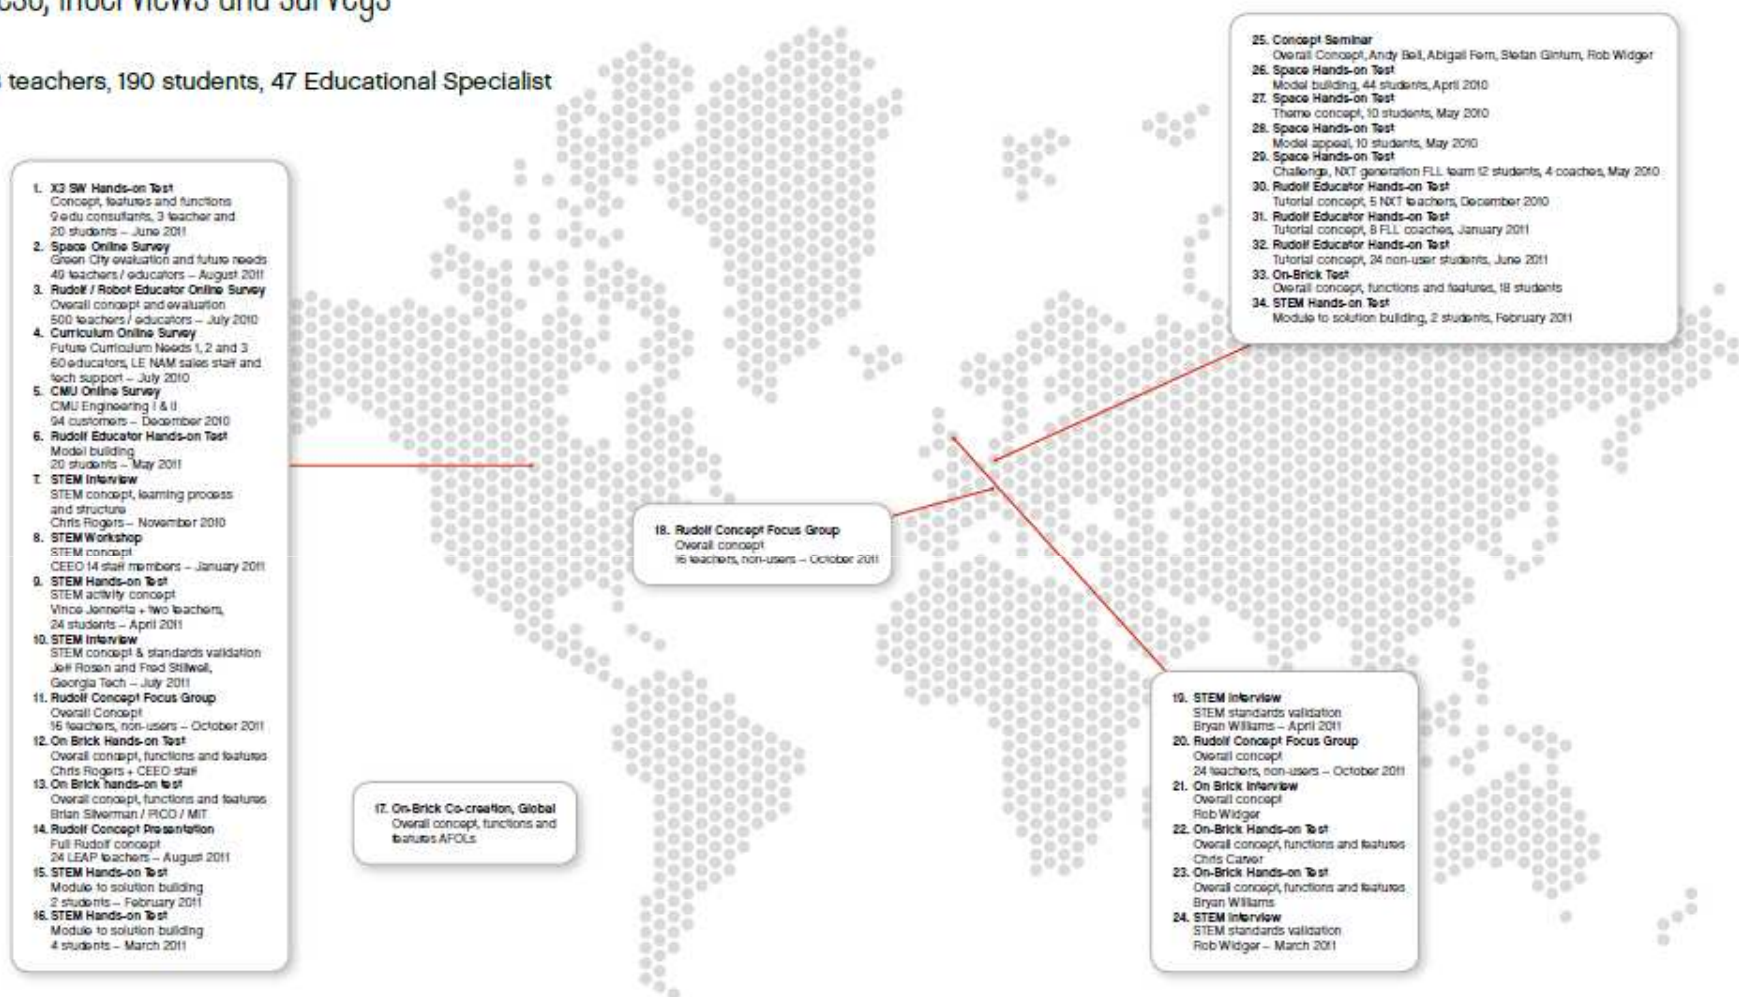 Interviews and Surveys
teachers, 190 students, 47 Educational Specialist
1. X3 SW Hands-on Test
Concept, features and functions
9 edu consultants, 3 teacher and
20 students – June 2011
2. Space Online Survey
Green City evaluation and future needs
49 teachers / educators – August 2011
3. Rudolf / Robot Educator Online Survey
Overall concept and evaluation
500 teachers / educators – July 2010
4. Curriculum Online Survey
Future Curriculum Needs 1, 2 and 3
60 educators, LE NAM sales staff and
tech support – July 2010
5. CMU Online Survey
CMU Engineering I & II
94 customers – December 2010
6. Rudolf Educator Hands-on Test
Model building
20 students – May 2011
7. STEM Interview
STEM concept, learning process
and structure
Chris Rogers – November 2010
8. STEM Workshop
STEM concept
CEEO 14 staff members – January 2011
9. STEM Hands-on Test
STEM activity concept
Vince Jennetta + two teachers,
24 students – April 2011
10. STEM Interview
STEM concept & standards validation
Jeff Rosen and Fred Stillwell,
Georgia Tech – July 2011
11. Rudolf Concept Focus Group
Overall Concept
16 teachers, non-users – October 2011
12. On Brick Hands-on Test
Overall concept, functions and features
Chris Rogers + CEEO staff
13. On Brick hands-on test
Overall concept, functions and features
Brian Silverman / PICO / MIT
14. Rudolf Concept Presentation
Full Rudolf concept
24 LEAP teachers – August 2011
15. STEM Hands-on Test
Module to solution building
2 students – February 2011
16. STEM Hands-on Test
Module to solution building
4 students – March 2011
17. On-Brick Co-creation, Global
Overall concept, functions and
features AFOLs
18. Rudolf Concept Focus Group
Overall concept
16 teachers, non-users – October 2011
19. STEM Interview
STEM standards validation
Bryan Williams – April 2011
20. Rudolf Concept Focus Group
Overall concept
24 teachers, non-users – October 2011
21. On Brick Interview
Overall concept
Rob Widger
22. On-Brick Hands-on Test
Overall concept, functions and features
Chris Carver
23. On-Brick Hands-on Test
Overall concept, functions and features
Bryan Williams
24. STEM Interview
STEM standards validation
Rob Widger – March 2011
25. Concept Seminar
Overall Concept, Andy Bell, Abigail Fern, Stefan Gintum, Rob Widger
26. Space Hands-on Test
Model building, 44 students, April 2010
27. Space Hands-on Test
Theme concept, 10 students, May 2010
28. Space Hands-on Test
Model appeal, 10 students, May 2010
29. Space Hands-on Test
Challenge, NXT generation FLL team 12 students, 4 coaches, May 2010
30. Rudolf Educator Hands-on Test
Tutorial concept, 5 NXT teachers, December 2010
31. Rudolf Educator Hands-on Test
Tutorial concept, 8 FLL coaches, January 2011
32. Rudolf Educator Hands-on Test
Tutorial concept, 24 non-user students, June 2011
33. On-Brick Test
Overall concept, functions and features, 18 students
34. STEM Hands-on Test
Module to solution building, 2 students, February 2011